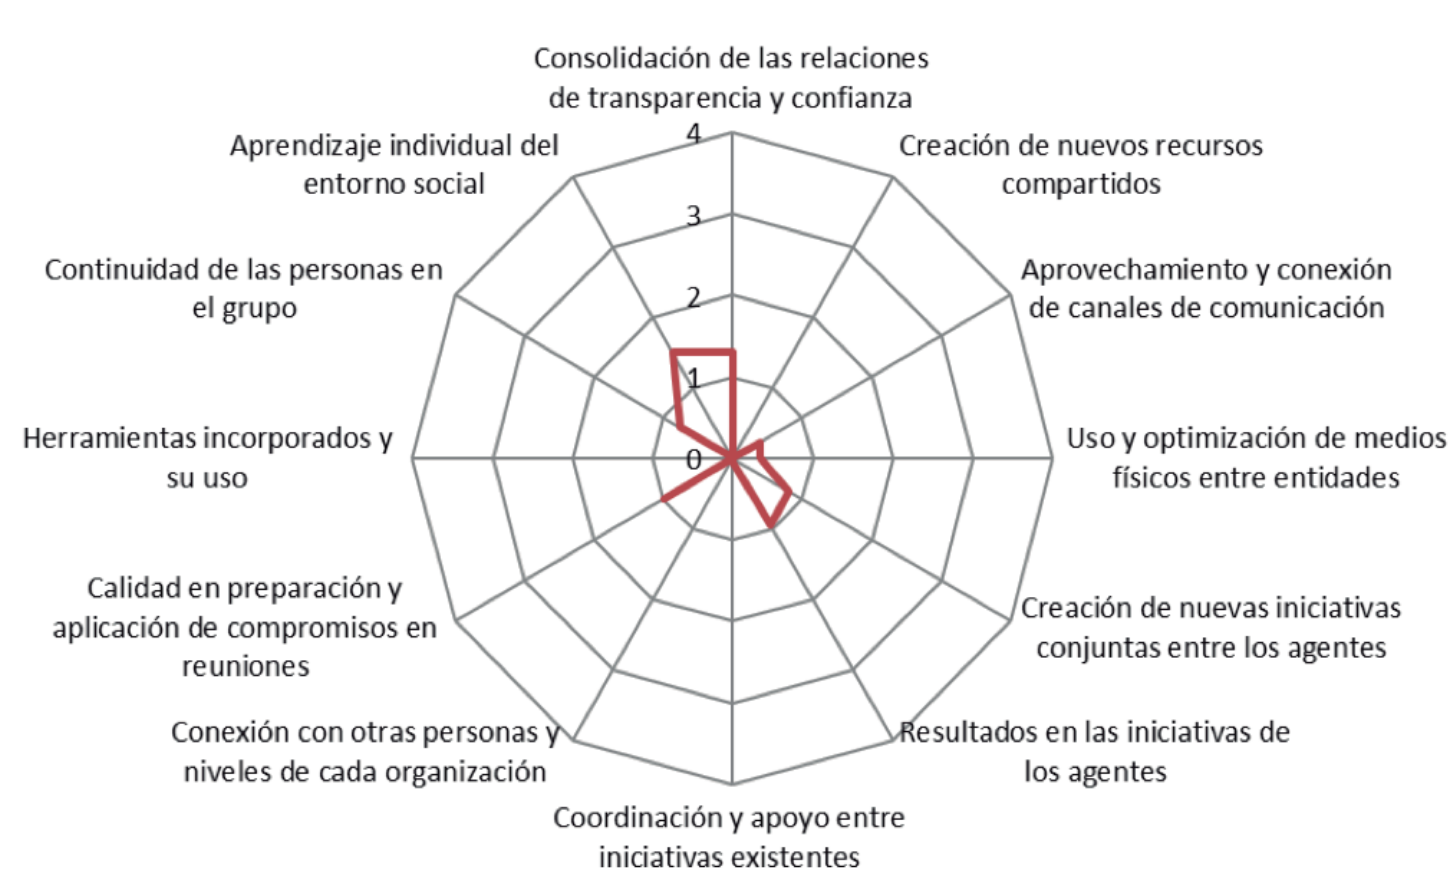 Consolidación de las relaciones
de transparencia y confianza
Creación de nuevos recursos
compartidos
Aprovechamiento y conexión
de canales de comunicación
Uso y optimización de medios
físicos entre entidades
Creación de nuevas iniciativas
conjuntas entre los agentes
Resultados en las iniciativas de
los agentes
Coordinación y apoyo entre
iniciativas existentes
Conexión con otras personas y
niveles de cada organización
Calidad en preparación y
aplicación de compromisos en
reuniones
Herramientas incorporados y
su uso
Continuidad de las personas en
el grupo
Aprendizaje individual del
entorno social
4
3
2
1
0